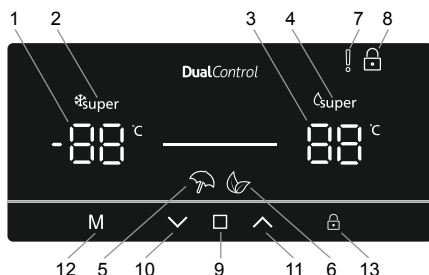 1 2 3 4 7 8
DualControl
super super
-88 °C 88 °C
M
12 5 10 9 11 6 13